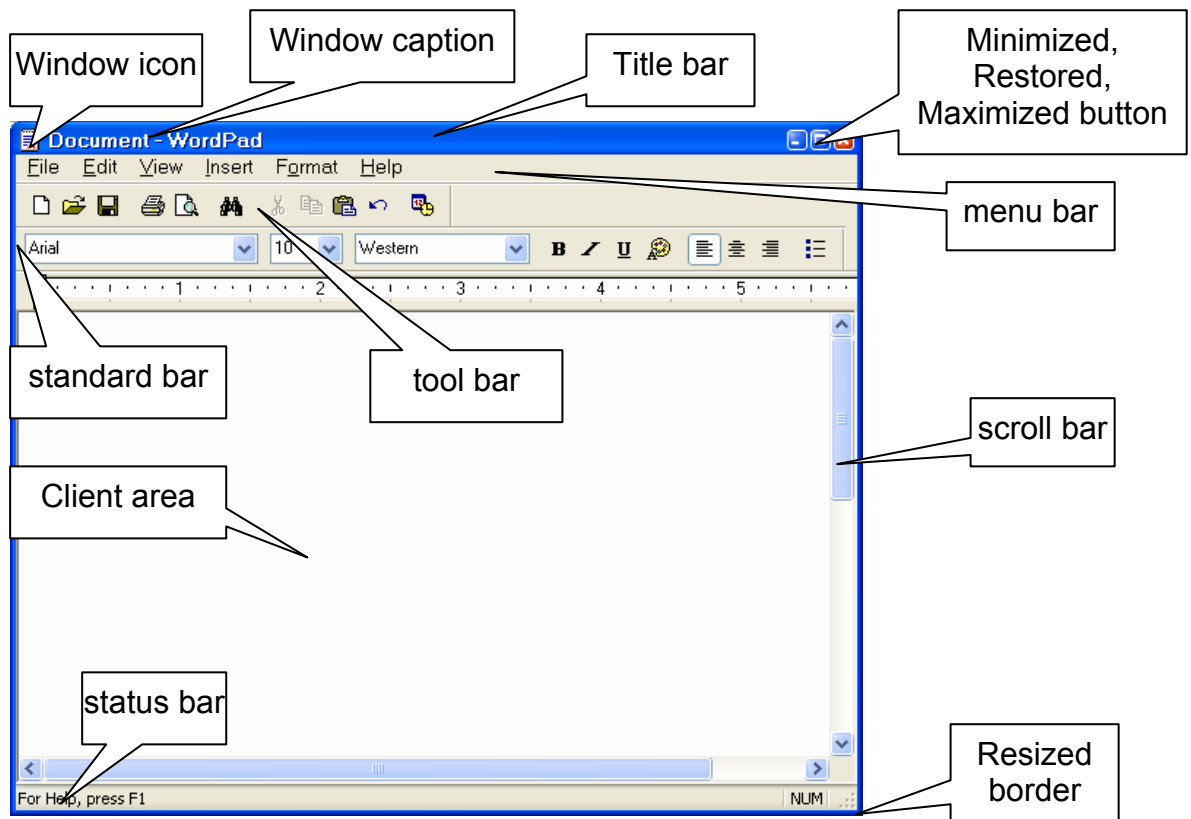 Window icon
Window caption
Title bar
Minimized,
Restored,
Maximized button
Document - WordPad
File Edit View Insert Format Help
menu bar
Arial 10 Western B I U
1 2 3 4 5
standard bar
tool bar
scroll bar
Client area
status bar
Resized
border
For Help, press F1 NUM